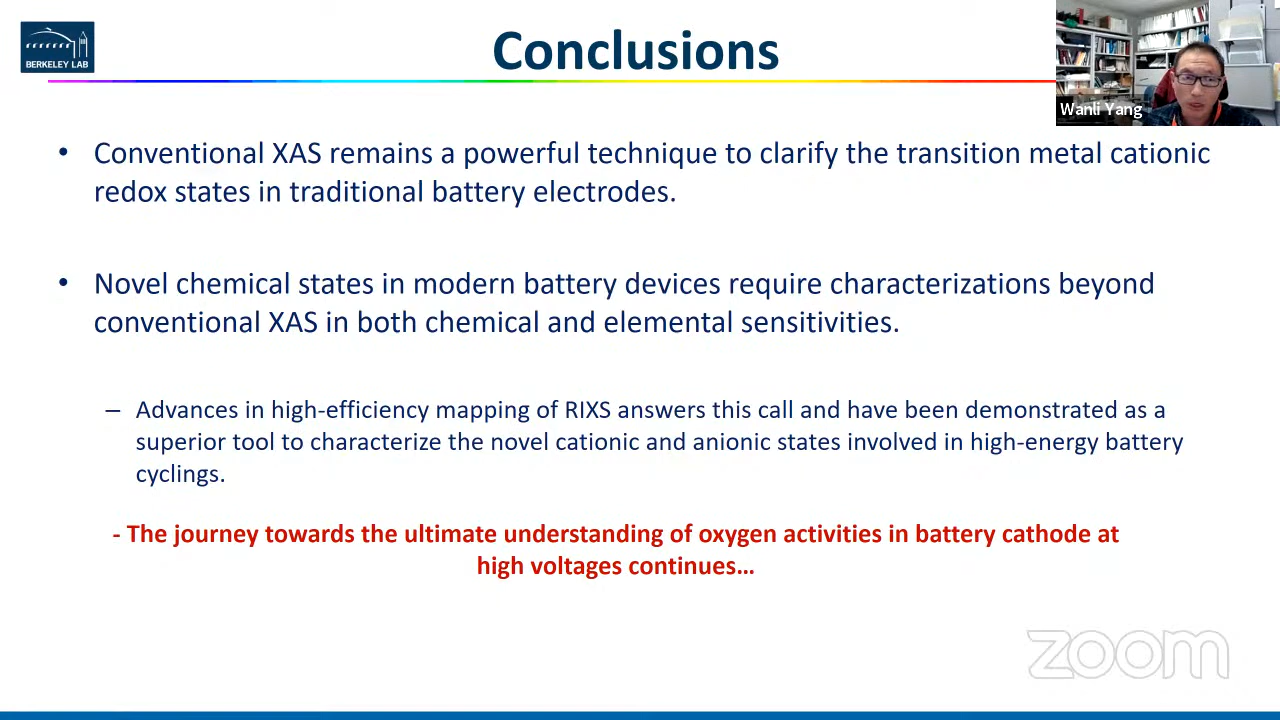 BERKELEY LAB
Conclusions
Wanli Yang
• Conventional XAS remains a powerful technique to clarify the transition metal cationic
redox states in traditional battery electrodes.
• Novel chemical states in modern battery devices require characterizations beyond
conventional XAS in both chemical and elemental sensitivities.
– Advances in high-efficiency mapping of RIXS answers this call and have been demonstrated as a
superior tool to characterize the novel cationic and anionic states involved in high-energy battery
cyclings.
- The journey towards the ultimate understanding of oxygen activities in battery cathode at
high voltages continues…
zoom